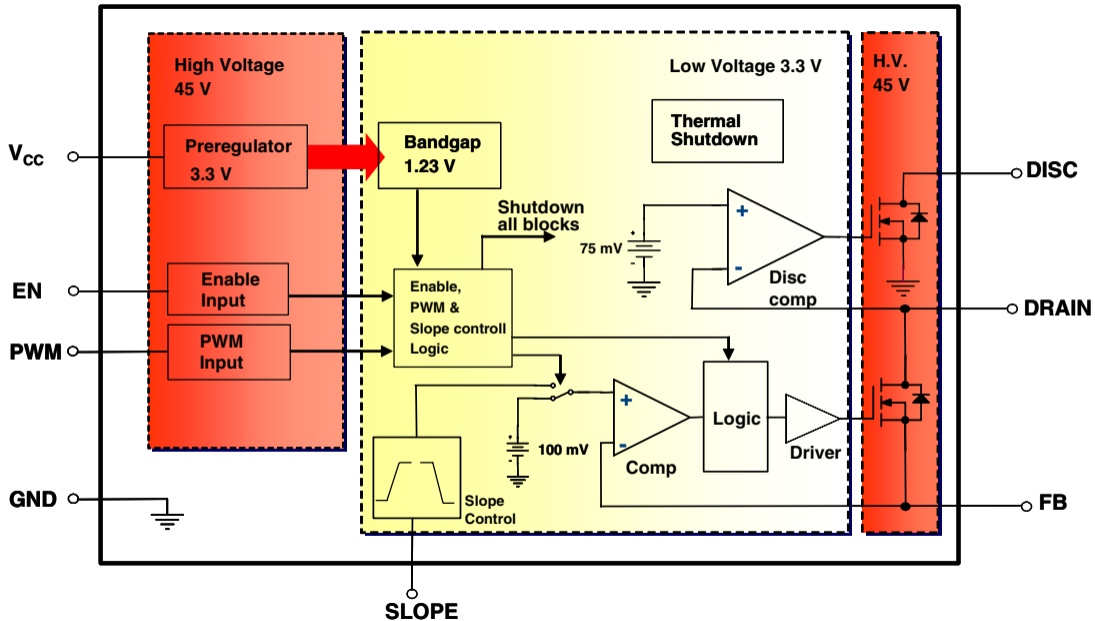 High Voltage
45 V
Low Voltage 3.3 V
H.V.
45 V
Thermal
Shutdown
VCC
Preregulator
3.3 V
Bandgap
1.23 V
DISC
Shutdown
all blocks
+
+
75 mV
-
-
Disc
comp
EN
Enable
Input
Enable,
PWM &
Slope controll
Logic
DRAIN
PWM
PWM
Input
+
+
100 mV
-
-
Comp
Logic
Driver
GND
Slope
Control
FB
SLOPE